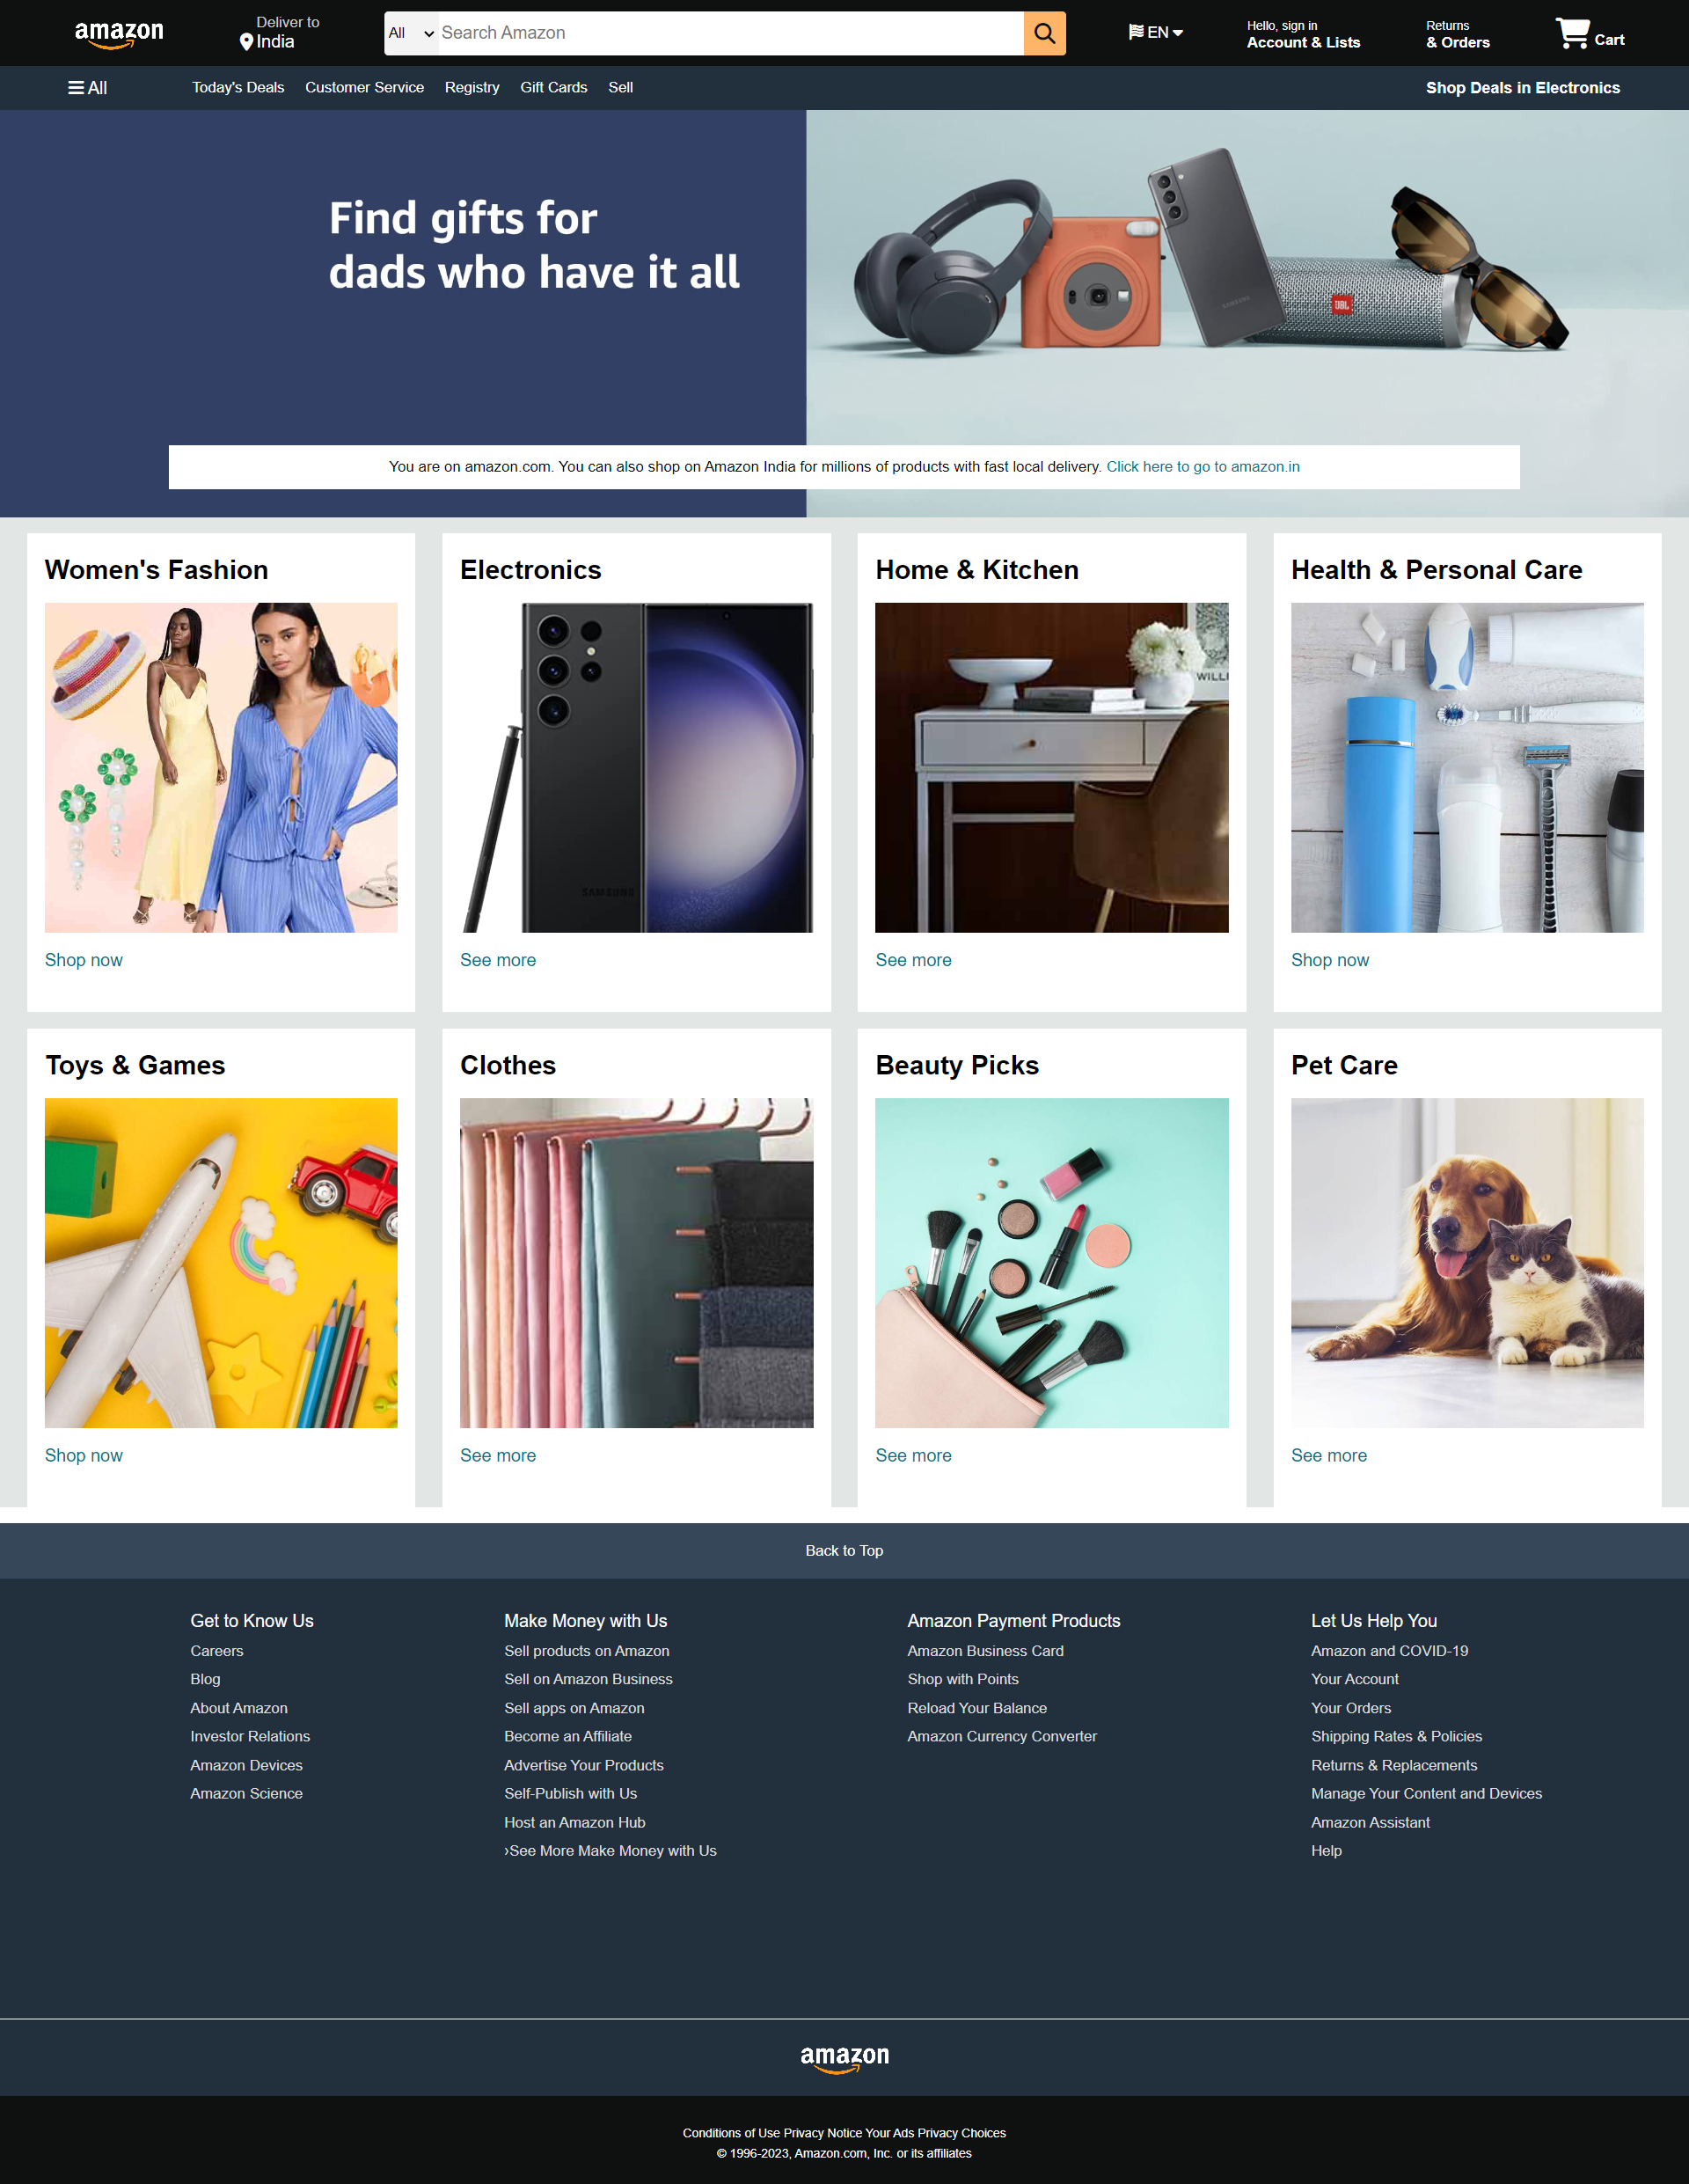 amazon
Deliver to
India
All
Search Amazon
EN
Hello, sign in
Account & Lists
Returns
& Orders
Cart
All
Today's Deals
Customer Service
Registry
Gift Cards
Sell
Shop Deals in Electronics
Find gifts for
dads who have it all
SAMSUNG
JBL
You are on amazon.com. You can also shop on Amazon India for millions of products with fast local delivery. Click here to go to amazon.in
Women's Fashion
Electronics
Home & Kitchen
Health & Personal Care
SAMSUNG
WILLI
Shop now
See more
See more
Shop now
Toys & Games
Clothes
Beauty Picks
Pet Care
Shop now
See more
See more
See more
Back to Top
Get to Know Us
Careers
Blog
About Amazon
Investor Relations
Amazon Devices
Amazon Science
Make Money with Us
Sell products on Amazon
Sell on Amazon Business
Sell apps on Amazon
Become an Affiliate
Advertise Your Products
Self-Publish with Us
Host an Amazon Hub
›See More Make Money with Us
Amazon Payment Products
Amazon Business Card
Shop with Points
Reload Your Balance
Amazon Currency Converter
Let Us Help You
Amazon and COVID-19
Your Account
Your Orders
Shipping Rates & Policies
Returns & Replacements
Manage Your Content and Devices
Amazon Assistant
Help
amazon
Conditions of Use Privacy Notice Your Ads Privacy Choices
© 1996-2023, Amazon.com, Inc. or its affiliates